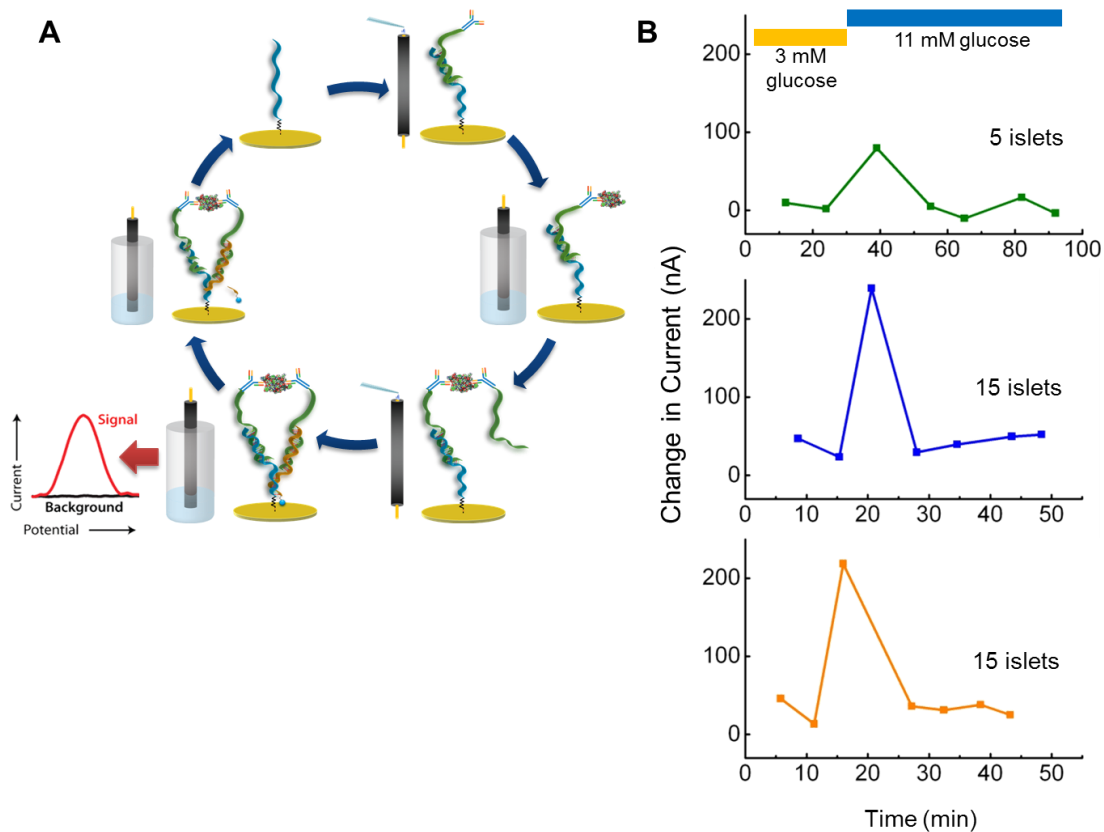 A
Signal
Current
Background
Potential
B
3 mM
glucose
11 mM glucose
Change in Current (nA)
200
100
0
5 islets
0 20 40 60 80 100
200
100
0
15 islets
0 10 20 30 40 50
200
100
0
15 islets
0 10 20 30 40 50
Time (min)